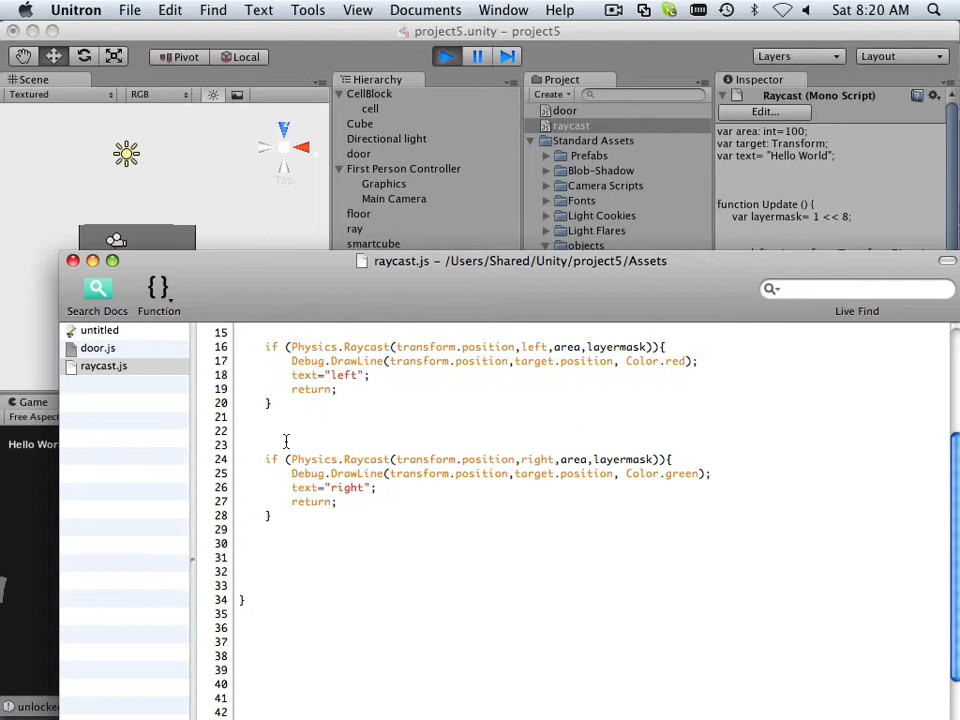 Unitron File Edit Find Text Tools View Documents Window Help Sat 8:20 AM
project5.unity - project5
Pivot Local Layers Layout
Scene Hierarchy Project Inspector
Textured RGB
CellBlock
cell
Cube
Directional light
door
First Person Controller
Graphics
Main Camera
floor
ray
smartcube
Create
door
raycast
Standard Assets
Prefabs
Blob-Shadow
Camera Scripts
Fonts
Light Cookies
Light Flares
objects
Raycast (Mono Script)
Edit...
var area: int=100;
var target: Transform;
var text= "Hello World";
function Update () {
var layermask= 1 << 8;
Top
raycast.js - /Users/Shared/Unity/project5/Assets
{ }
Search Docs Function Live Find
untitled
door.js
raycast.js
Game
Free Aspect
Hello Wor
unlocked
15
16 if (Physics.Raycast(transform.position,left,area,layermask)){
17 Debug.DrawLine(transform.position,target.position, Color.red);
18 text="left";
19 return;
20 }
21
22
23
24 if (Physics.Raycast(transform.position,right,area,layermask)){
25 Debug.DrawLine(transform.position,target.position, Color.green);
26 text="right";
27 return;
28 }
29
30
31
32
33
34 }
35
36
37
38
39
40
41
42